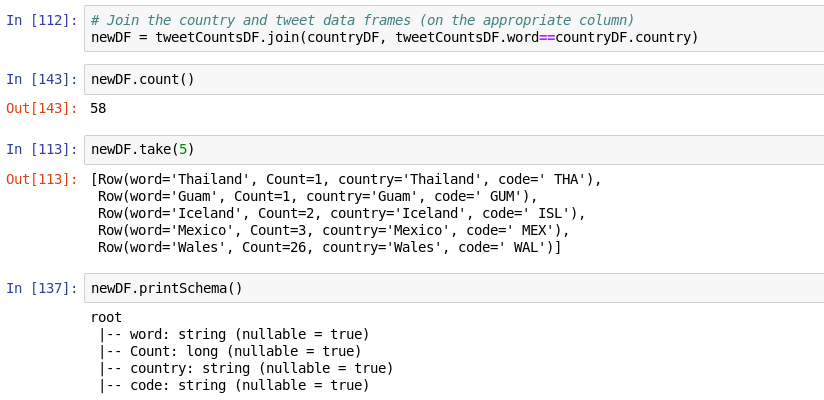 In [112]: # Join the country and tweet data frames (on the appropriate column)
newDF = tweetCountsDF.join(countryDF, tweetCountsDF.word==countryDF.country)
In [143]: newDF.count()
Out[143]: 58
In [113]: newDF.take(5)
Out[113]: [Row(word='Thailand', Count=1, country='Thailand', code=' THA'),
Row(word='Guam', Count=1, country='Guam', code=' GUM'),
Row(word='Iceland', Count=2, country='Iceland', code=' ISL'),
Row(word='Mexico', Count=3, country='Mexico', code=' MEX'),
Row(word='Wales', Count=26, country='Wales', code=' WAL')]
In [137]: newDF.printSchema()
root
|-- word: string (nullable = true)
|-- Count: long (nullable = true)
|-- country: string (nullable = true)
|-- code: string (nullable = true)